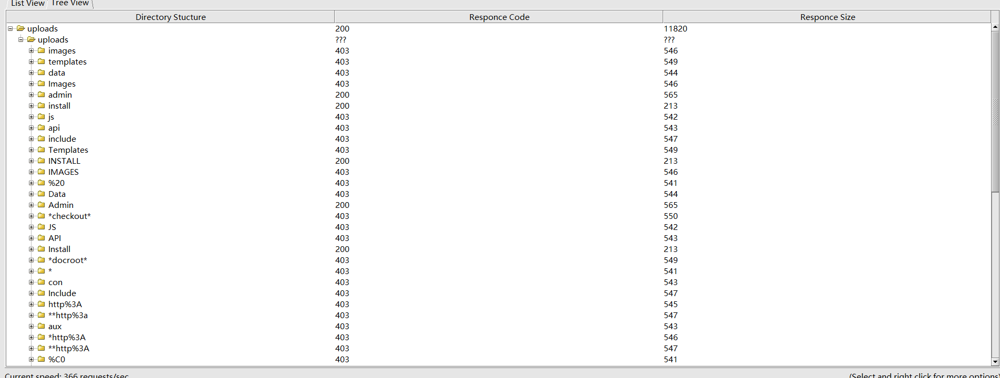 List View Tree View
Directory Stucture Responce Code Responce Size
uploads 200 11820
uploads ??? ???
images 403 546
templates 403 549
data 403 544
Images 403 546
admin 200 565
install 200 213
js 403 542
api 403 543
include 403 547
Templates 403 549
INSTALL 200 213
IMAGES 403 546
%20 403 541
Data 403 544
Admin 200 565
*checkout* 403 550
JS 403 542
API 403 543
Install 200 213
*docroot* 403 549
* 403 541
con 403 543
Include 403 547
http%3A 403 545
**http%3a 403 547
aux 403 543
*http%3A 403 546
**http%3A 403 547
%C0 403 541
Current speed: 366 requests/sec (Select and right click for more options)